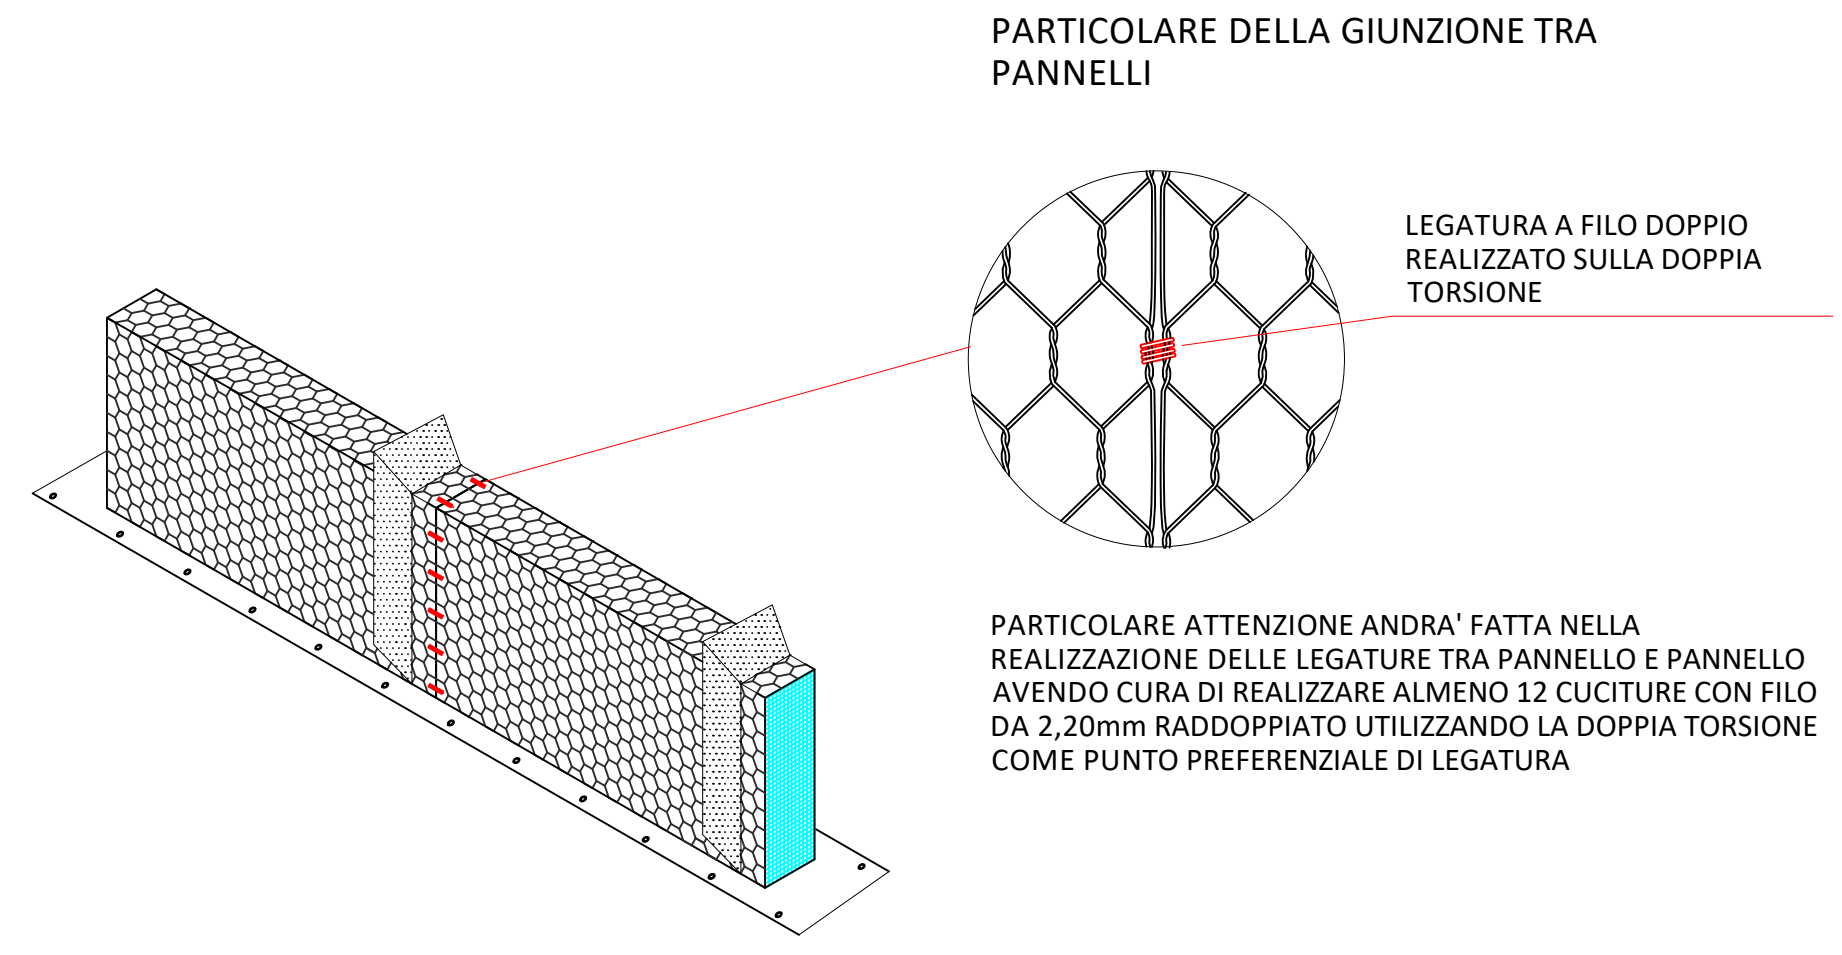 PARTICOLARE DELLA GIUNZIONE TRA
PANNELLI
LEGATURA A FILO DOPPIO
REALIZZATO SULLA DOPPIA
TORSIONE
PARTICOLARE ATTENZIONE ANDRA' FATTA NELLA
REALIZZAZIONE DELLE LEGATURE TRA PANNELLO E PANNELLO
AVENDO CURA DI REALIZZARE ALMENO 12 CUCITURE CON FILO
DA 2,20mm RADDOPPIATO UTILIZZANDO LA DOPPIA TORSIONE
COME PUNTO PREFERENZIALE DI LEGATURA